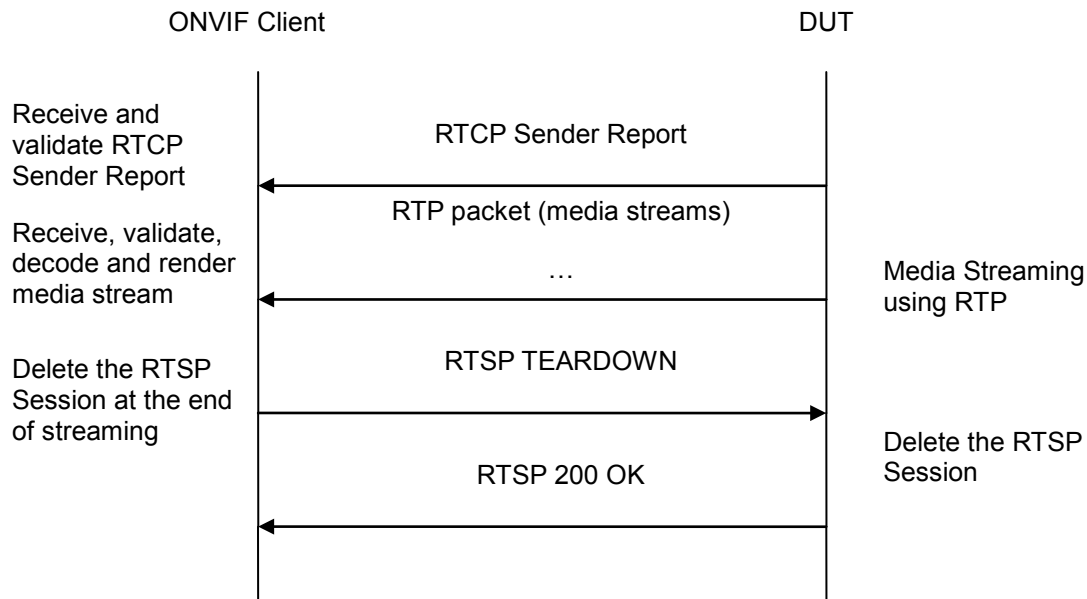 ONVIF Client
DUT
Receive and
validate RTCP
Sender Report
RTCP Sender Report
RTP packet (media streams)
Receive, validate,
decode and render
media stream
…
Media Streaming
using RTP
RTSP TEARDOWN
Delete the RTSP
Session at the end
of streaming
Delete the RTSP
Session
RTSP 200 OK